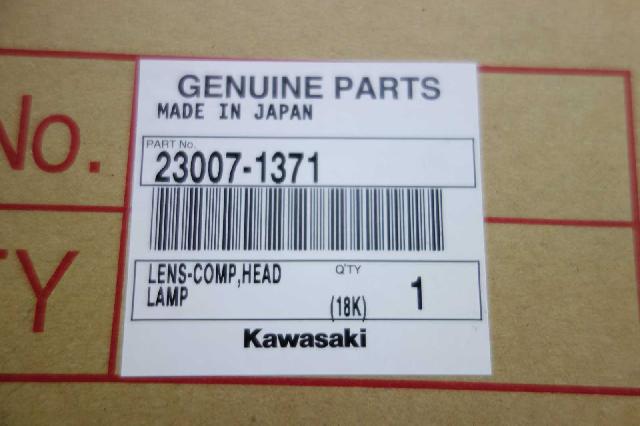 GENUINE PARTS
MADE IN JAPAN
No.
PART No.
23007-1371
LENS-COMP,HEAD
LAMP
Q'TY
(18K)
1
TY
Kawasaki